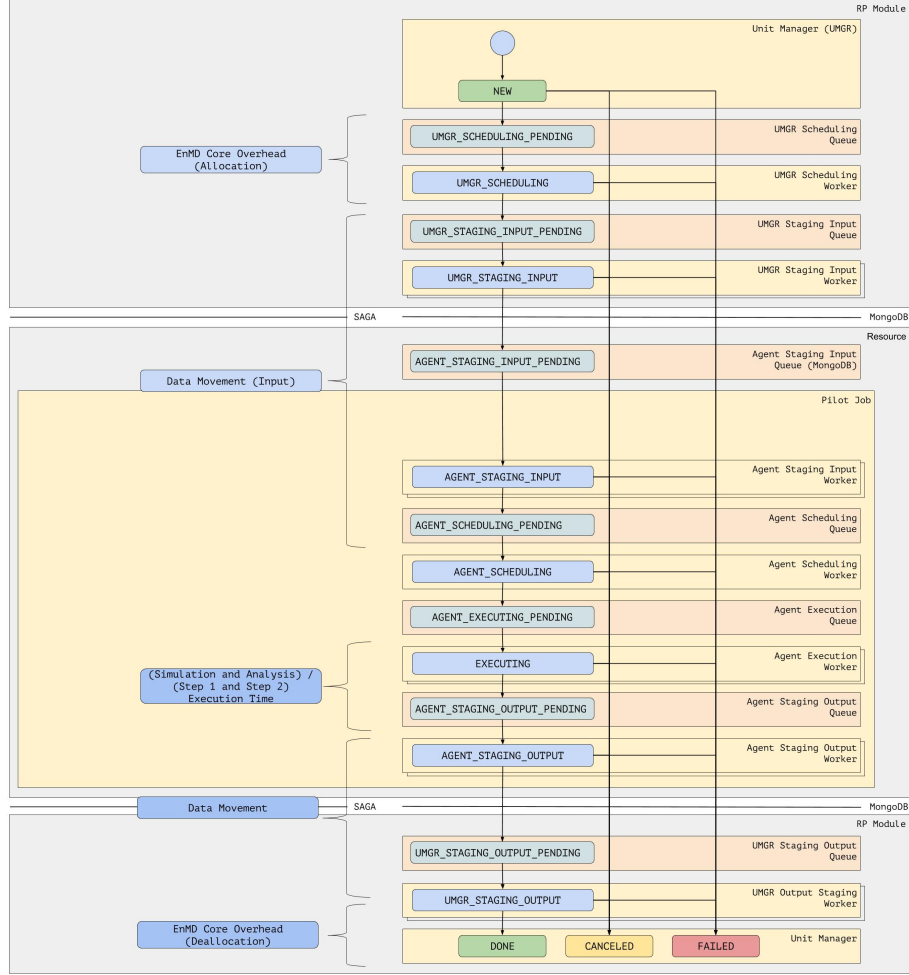 RP Module
Unit Manager (UMGR)
NEW
UMGR_SCHEDULING_PENDING
UMGR Scheduling
Queue
EnMD Core Overhead
(Allocation)
UMGR_SCHEDULING
UMGR Scheduling
Worker
UMGR_STAGING_INPUT_PENDING
UMGR Staging Input
Queue
UMGR_STAGING_INPUT
UMGR Staging Input
Worker
SAGA
MongoDB
Resource
AGENT_STAGING_INPUT_PENDING
Agent Staging Input
Queue (MongoDB)
Data Movement (Input)
Pilot Job
AGENT_STAGING_INPUT
Agent Staging Input
Worker
AGENT_SCHEDULING_PENDING
Agent Scheduling
Queue
AGENT_SCHEDULING
Agent Scheduling
Worker
AGENT_EXECUTING_PENDING
Agent Execution
Queue
EXECUTING
Agent Execution
Worker
(Simulation and Analysis) /
(Step 1 and Step 2)
Execution Time
AGENT_STAGING_OUTPUT_PENDING
Agent Staging Output
Queue
AGENT_STAGING_OUTPUT
Agent Staging Output
Worker
Data Movement
SAGA
MongoDB
RP Module
UMGR_STAGING_OUTPUT_PENDING
UMGR Staging Output
Queue
UMGR_STAGING_OUTPUT
UMGR Output Staging
Worker
EnMD Core Overhead
(Deallocation)
DONE
CANCELED
FAILED
Unit Manager